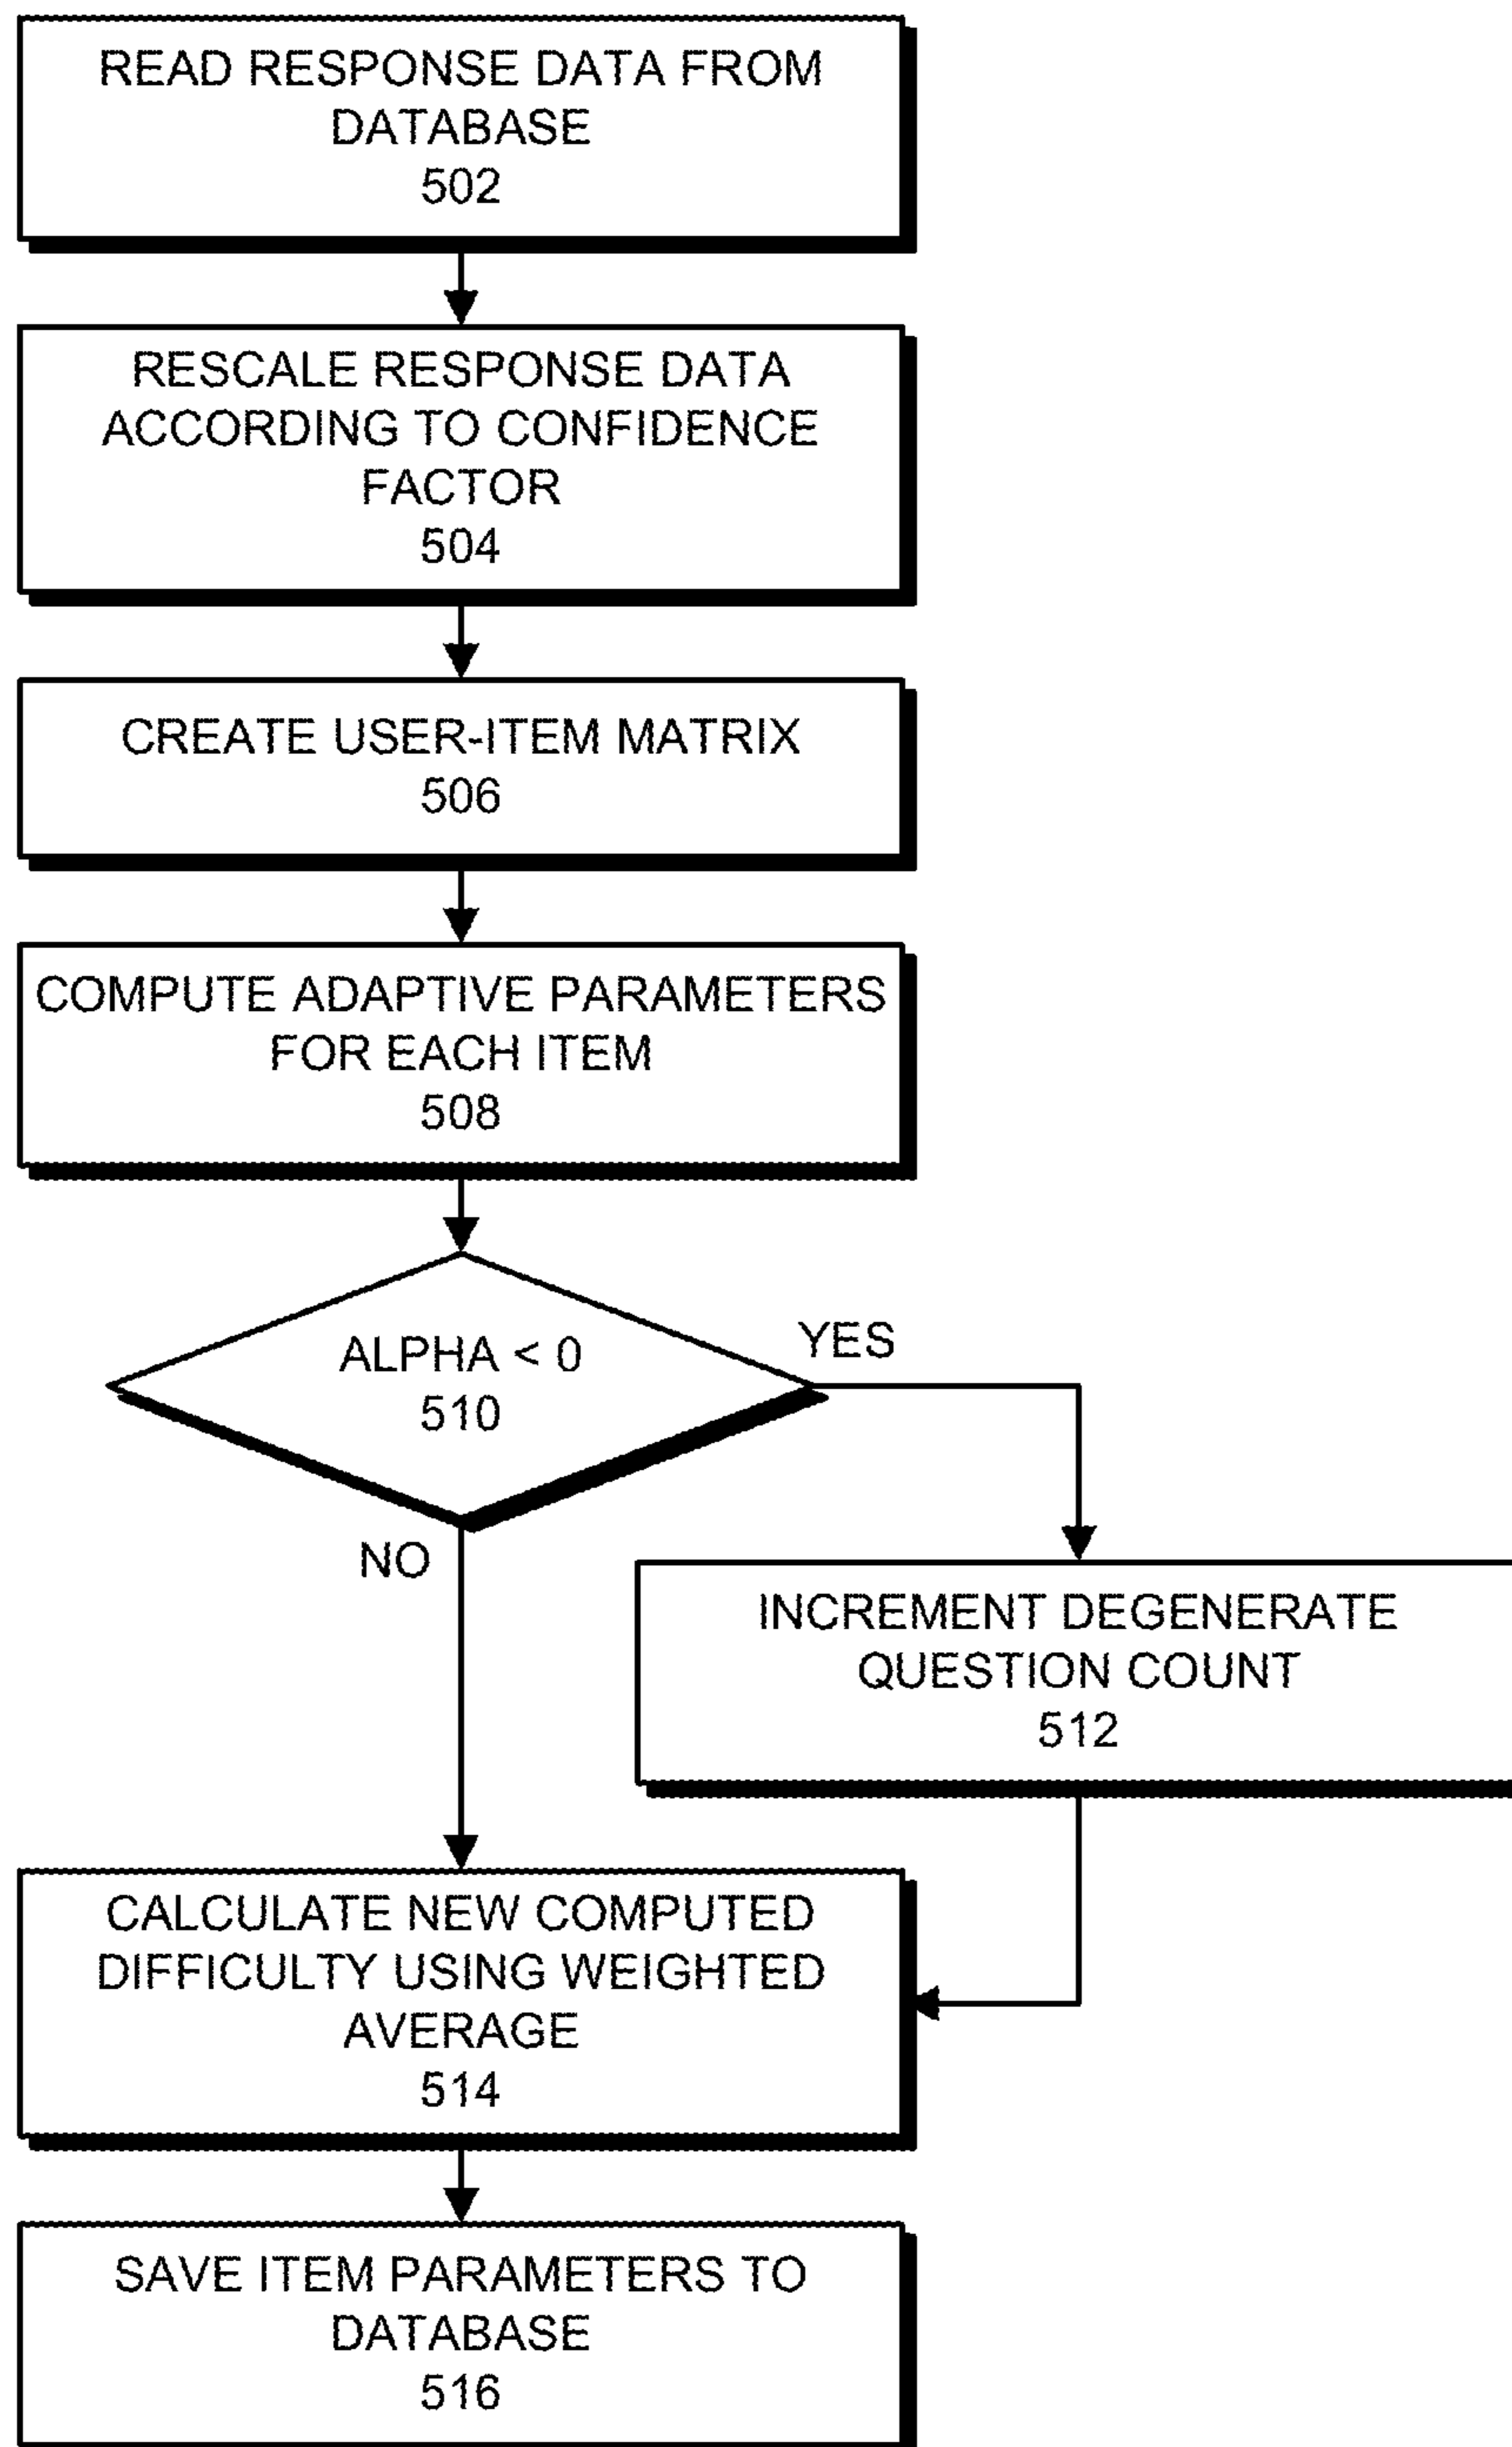 READ RESPONSE DATA FROM
DATABASE
502
RESCALE RESPONSE DATA
ACCORDING TO CONFIDENCE
FACTOR
504
CREATE USER-ITEM MATRIX
506
COMPUTE ADAPTIVE PARAMETERS
FOR EACH ITEM
508
ALPHA < 0
510
YES
NO
INCREMENT DEGENERATE
QUESTION COUNT
512
CALCULATE NEW COMPUTED
DIFFICULTY USING WEIGHTED
AVERAGE
514
SAVE ITEM PARAMETERS TO
DATABASE
516